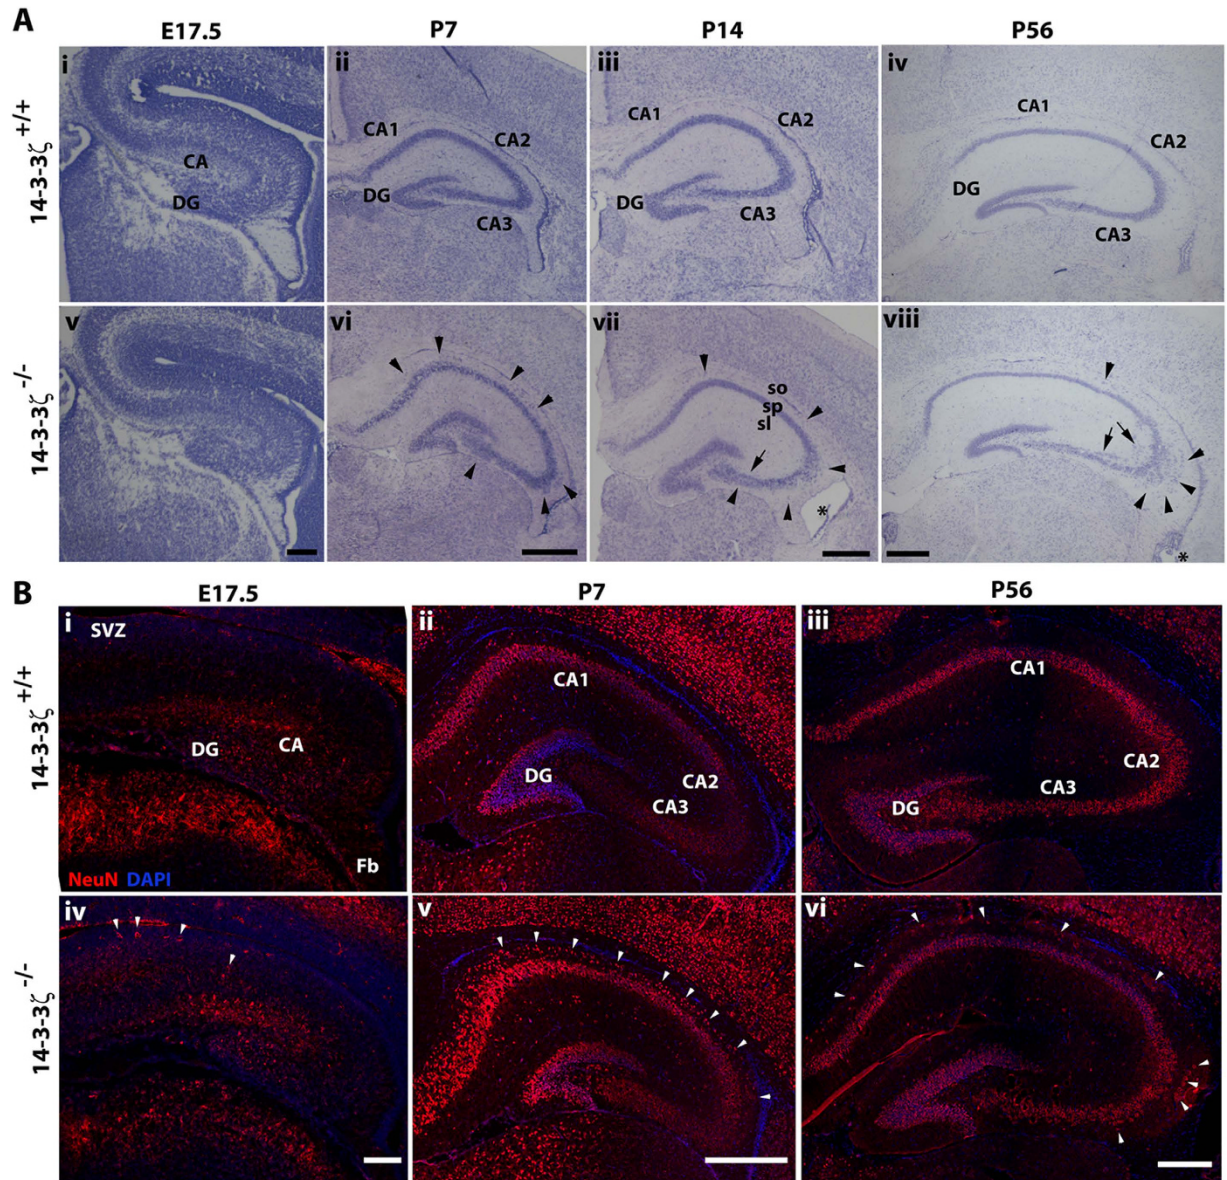 A
E17.5 P7 P14 P56
14-3-3ζ+/+
i ii iii iv
CA DG
CA1 CA2 DG CA3
CA1 CA2 DG CA3
CA1 CA2 DG CA3
14-3-3ζ-/-
v vi vii viii
so
sp
sl
*
*
B
E17.5 P7 P56
14-3-3ζ+/+
i ii iii
SVZ
DG CA
Fb
NeuN DAPI
CA1
DG CA2
CA3
CA1
CA2
CA3
DG
14-3-3ζ-/-
iv v vi